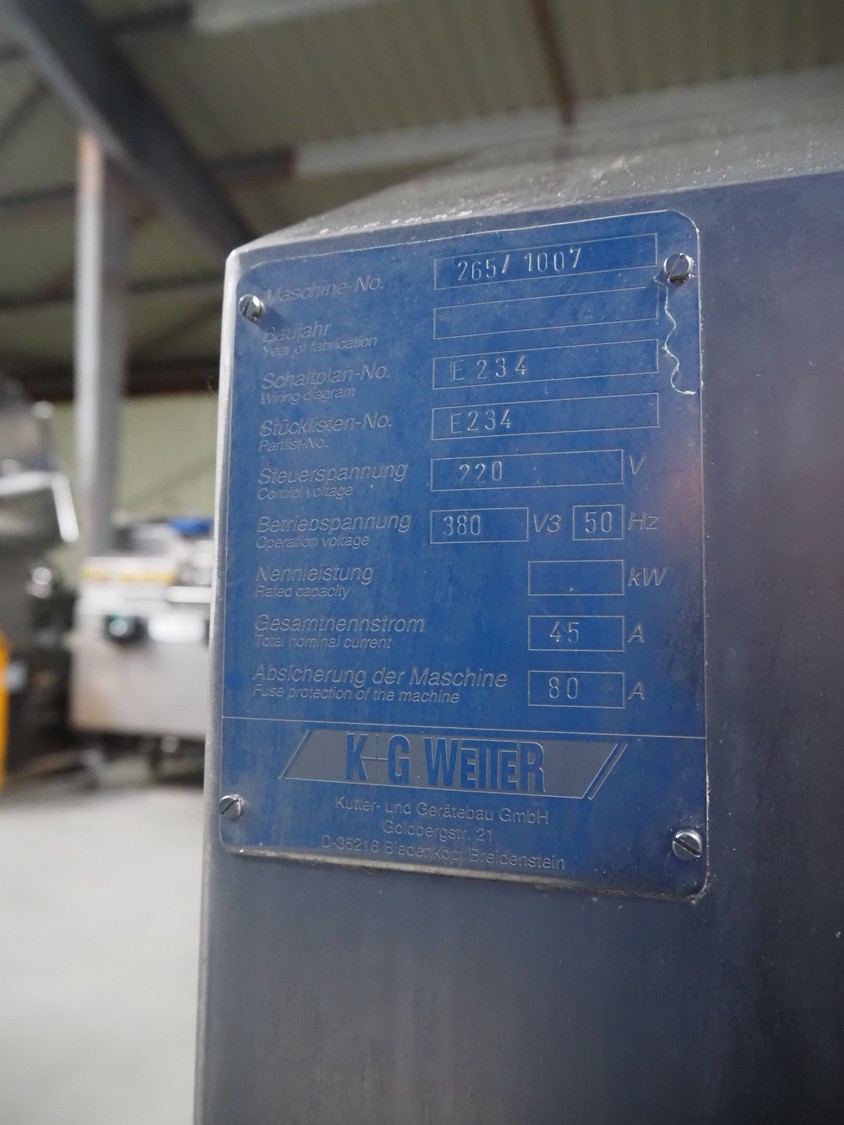 Maschine-No. 265/ 1007
Baujahr
Year of fabrication
Schaltplan-No. E 234
Wiring diagram
Stücklisten-No. E234
Partlist-No.
Steuerspannung 220 V
Control voltage
Betriebspannung 380 V3 50 Hz
Operation voltage
Nennleistung kW
Rated capacity
Gesamtnennstrom 45 A
Total nominal current
Absicherung der Maschine 80 A
Fuse protection of the machine
K+G WETTER
Kutter- und Gerätebau GmbH
Goldbergstr. 21
D-35216 Biedenkopf Breidenstein